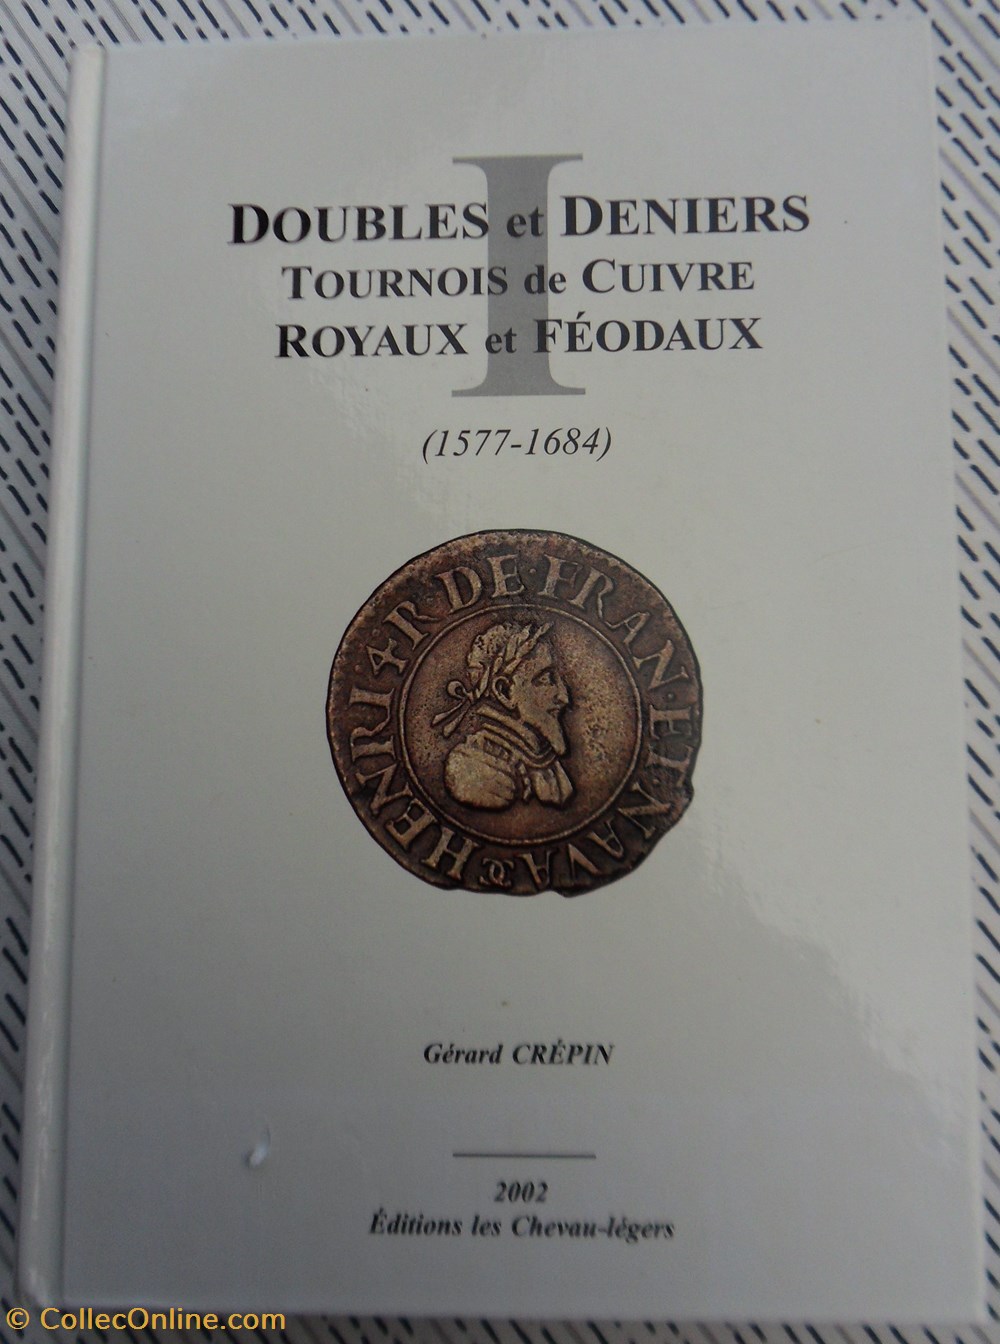 I
DOUBLES et DENIERS
TOURNOIS de CUIVRE
ROYAUX et FÉODAUX
(1577-1684)
HENRI 4 R DE·FRAN·ET·NAVA
Gérard CRÉPIN
2002
Éditions les Chevau-légers
© CollecOnline.com